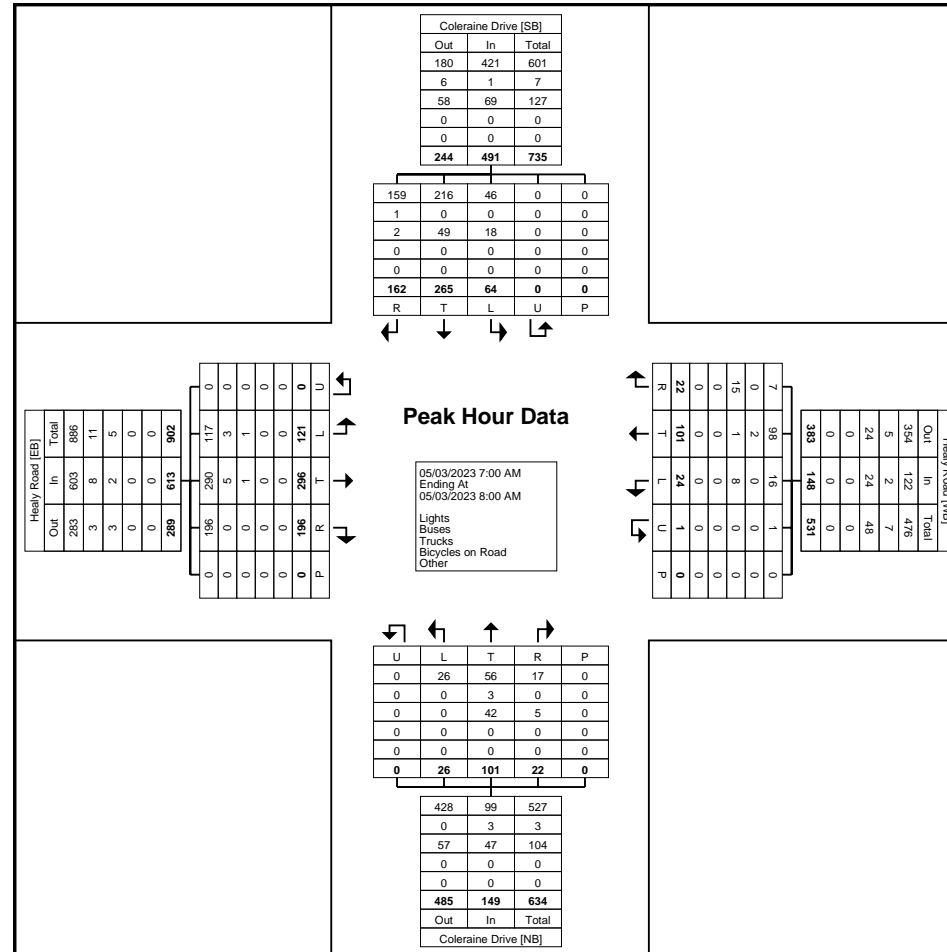 Coleraine Drive [SB]
Out In Total
180 421 601
6 1 7
58 69 127
0 0 0
0 0 0
244 491 735
159 216 46 0 0
1 0 0 0 0
2 49 18 0 0
0 0 0 0 0
0 0 0 0 0
162 265 64 0 0
R T L U P
Healy Road [EB]
Out In Total
283 603 886
3 8 11
3 2 5
0 0 0
0 0 0
289 613 902
0 196 290 117 0
0 0 5 3 0
0 0 1 1 0
0 0 0 0 0
0 0 0 0 0
0 196 296 121 0
P R T L U
Peak Hour Data
05/03/2023 7:00 AM
Ending At
05/03/2023 8:00 AM
Lights
Buses
Trucks
Bicycles on Road
Other
Healy Road [WB]
Out In Total
354 122 476
5 2 7
24 24 48
0 0 0
0 0 0
383 148 531
7 98 16 1 0
0 2 0 0 0
15 1 8 0 0
0 0 0 0 0
0 0 0 0 0
22 101 24 1 0
R T L U P
U L T R P
0 26 56 17 0
0 0 3 0 0
0 0 42 5 0
0 0 0 0 0
0 0 0 0 0
0 26 101 22 0
428 99 527
0 3 3
57 47 104
0 0 0
0 0 0
485 149 634
Out In Total
Coleraine Drive [NB]